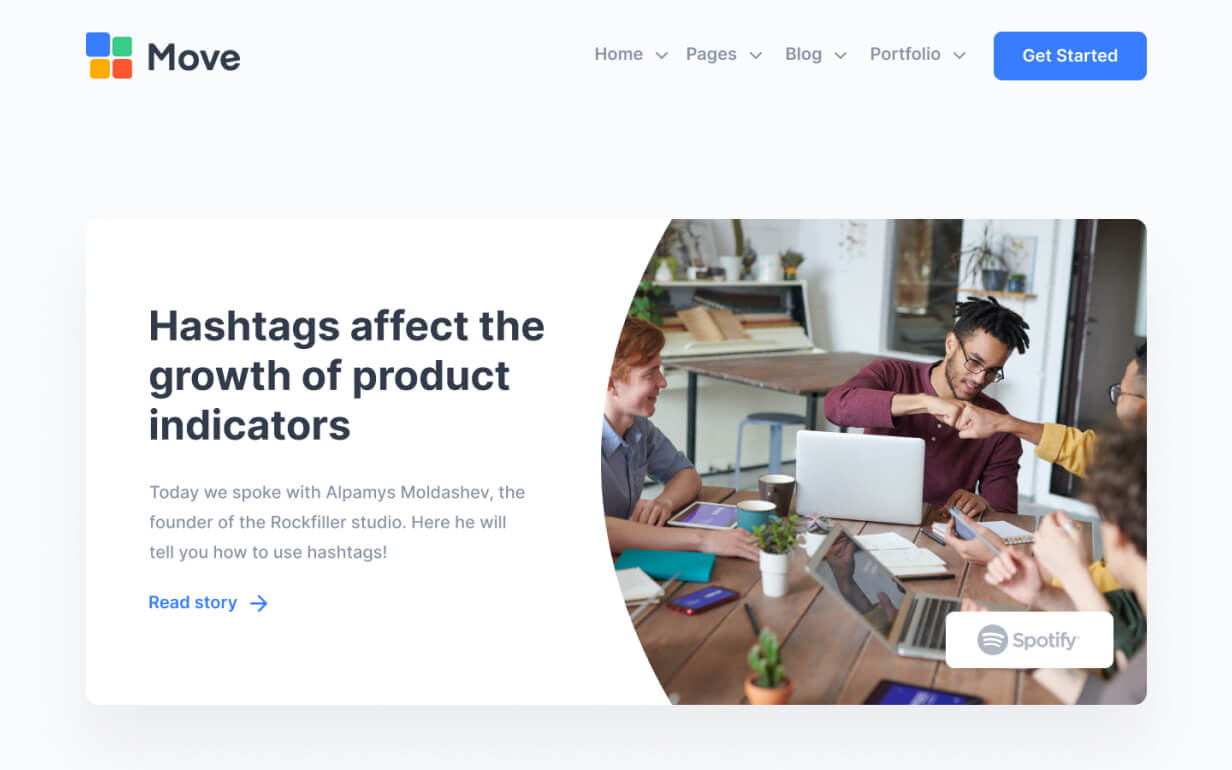 Move
Home
Pages
Blog
Portfolio
Get Started
Hashtags affect the
growth of product
indicators
Today we spoke with Alpamys Moldashev, the
founder of the Rockfiller studio. Here he will
tell you how to use hashtags!
Read story
Spotify